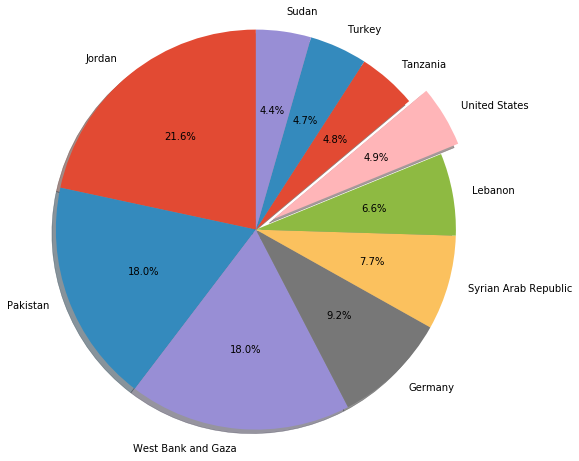 Sudan
Turkey
Tanzania
United States
Lebanon
Syrian Arab Republic
Germany
West Bank and Gaza
Pakistan
Jordan
4.4%
4.7%
4.8%
4.9%
6.6%
7.7%
9.2%
18.0%
18.0%
21.6%